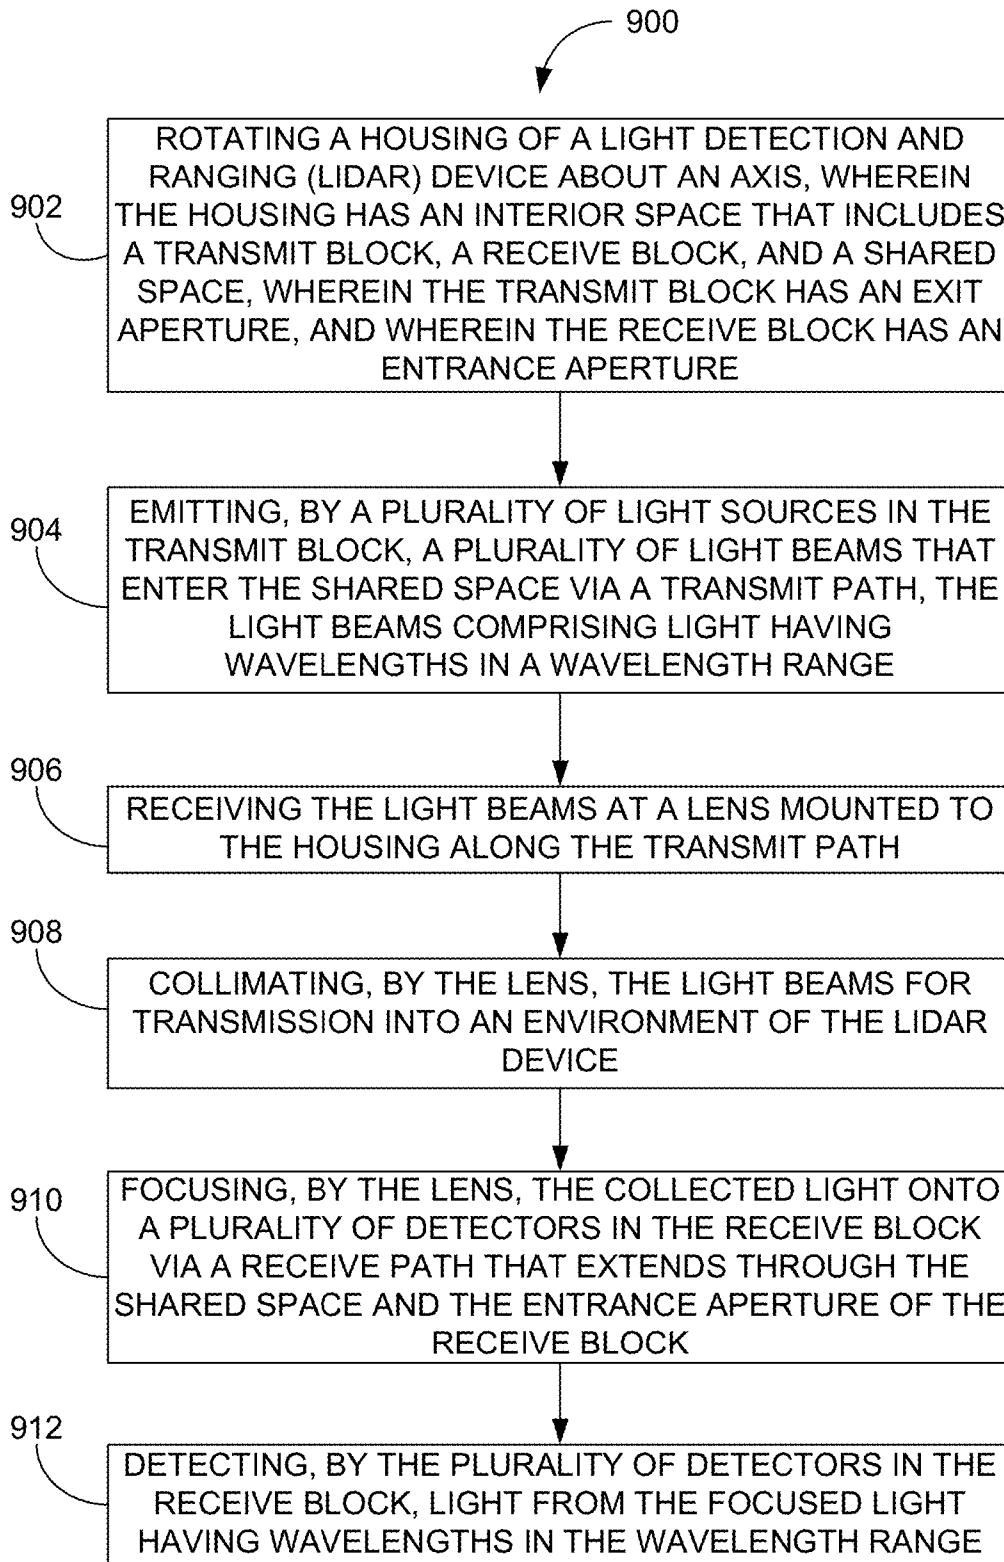 900
902
ROTATING A HOUSING OF A LIGHT DETECTION AND
RANGING (LIDAR) DEVICE ABOUT AN AXIS, WHEREIN
THE HOUSING HAS AN INTERIOR SPACE THAT INCLUDES
A TRANSMIT BLOCK, A RECEIVE BLOCK, AND A SHARED
SPACE, WHEREIN THE TRANSMIT BLOCK HAS AN EXIT
APERTURE, AND WHEREIN THE RECEIVE BLOCK HAS AN
ENTRANCE APERTURE
904
EMITTING, BY A PLURALITY OF LIGHT SOURCES IN THE
TRANSMIT BLOCK, A PLURALITY OF LIGHT BEAMS THAT
ENTER THE SHARED SPACE VIA A TRANSMIT PATH, THE
LIGHT BEAMS COMPRISING LIGHT HAVING
WAVELENGTHS IN A WAVELENGTH RANGE
906
RECEIVING THE LIGHT BEAMS AT A LENS MOUNTED TO
THE HOUSING ALONG THE TRANSMIT PATH
908
COLLIMATING, BY THE LENS, THE LIGHT BEAMS FOR
TRANSMISSION INTO AN ENVIRONMENT OF THE LIDAR
DEVICE
910
FOCUSING, BY THE LENS, THE COLLECTED LIGHT ONTO
A PLURALITY OF DETECTORS IN THE RECEIVE BLOCK
VIA A RECEIVE PATH THAT EXTENDS THROUGH THE
SHARED SPACE AND THE ENTRANCE APERTURE OF THE
RECEIVE BLOCK
912
DETECTING, BY THE PLURALITY OF DETECTORS IN THE
RECEIVE BLOCK, LIGHT FROM THE FOCUSED LIGHT
HAVING WAVELENGTHS IN THE WAVELENGTH RANGE